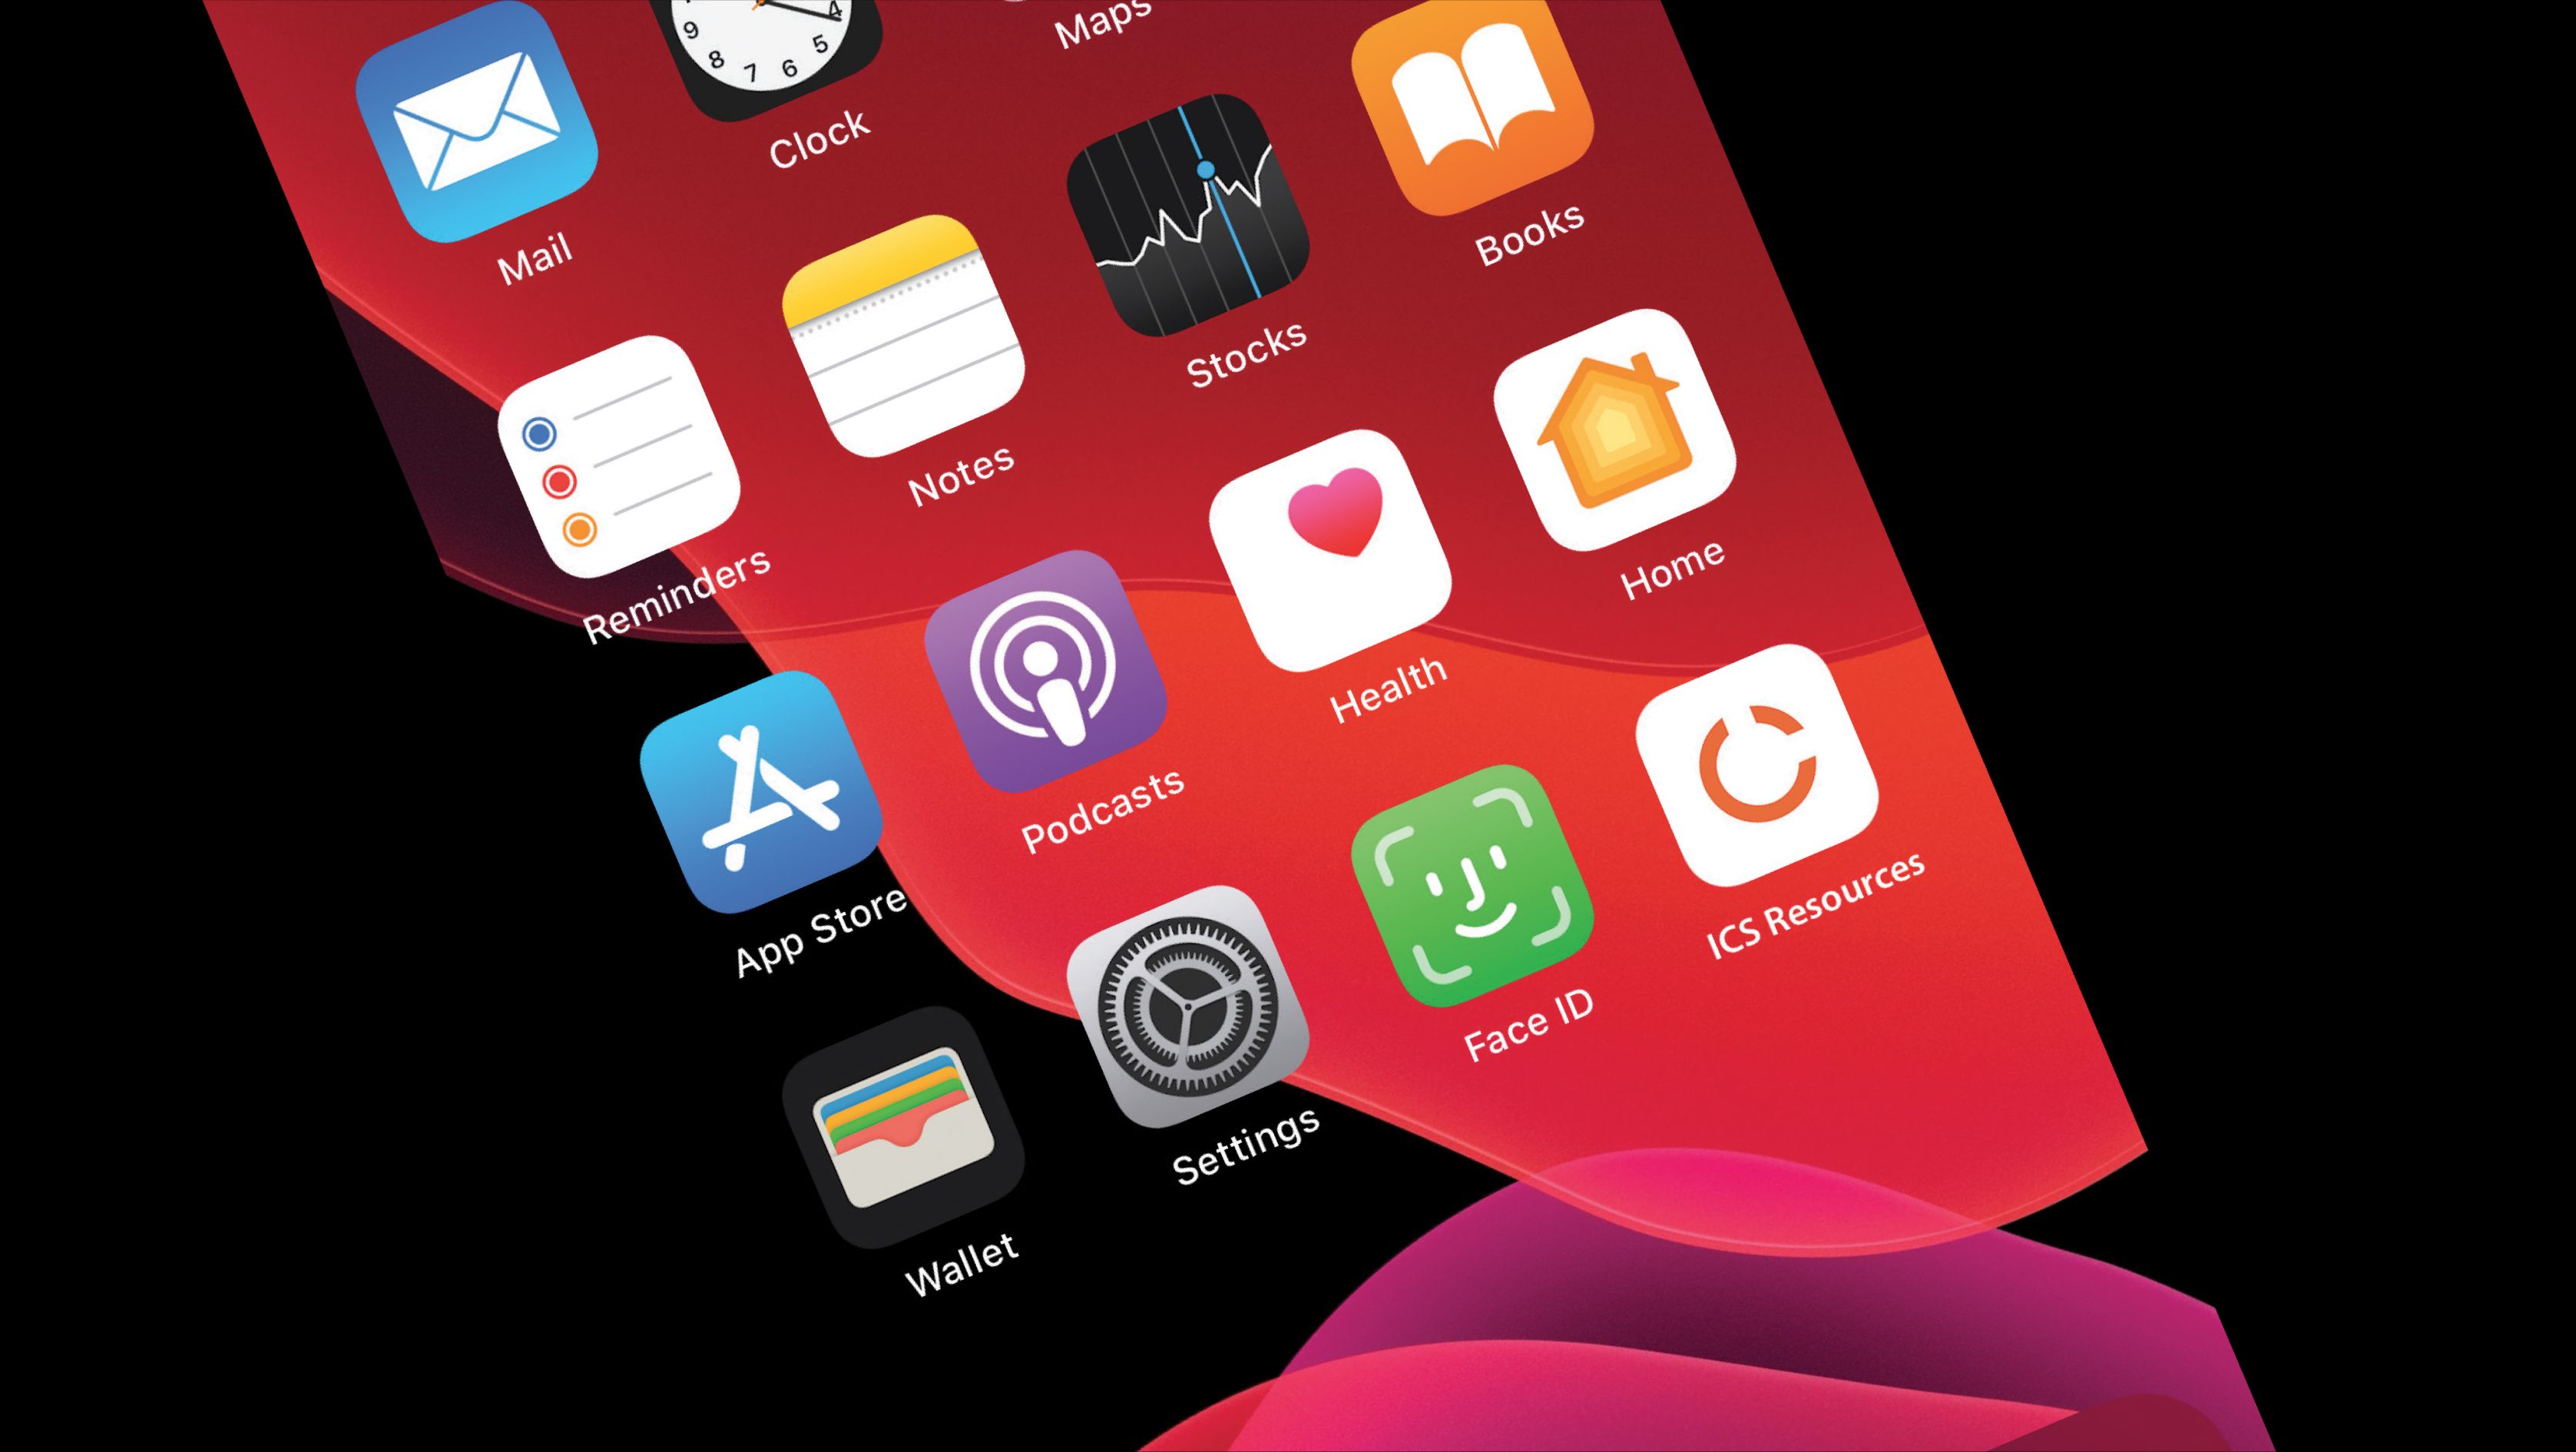 Maps
9
8
7
6
5
4
Mail
Clock
Stocks
Books
Reminders
Notes
Health
Home
App Store
Podcasts
Face ID
ICS Resources
Wallet
Settings